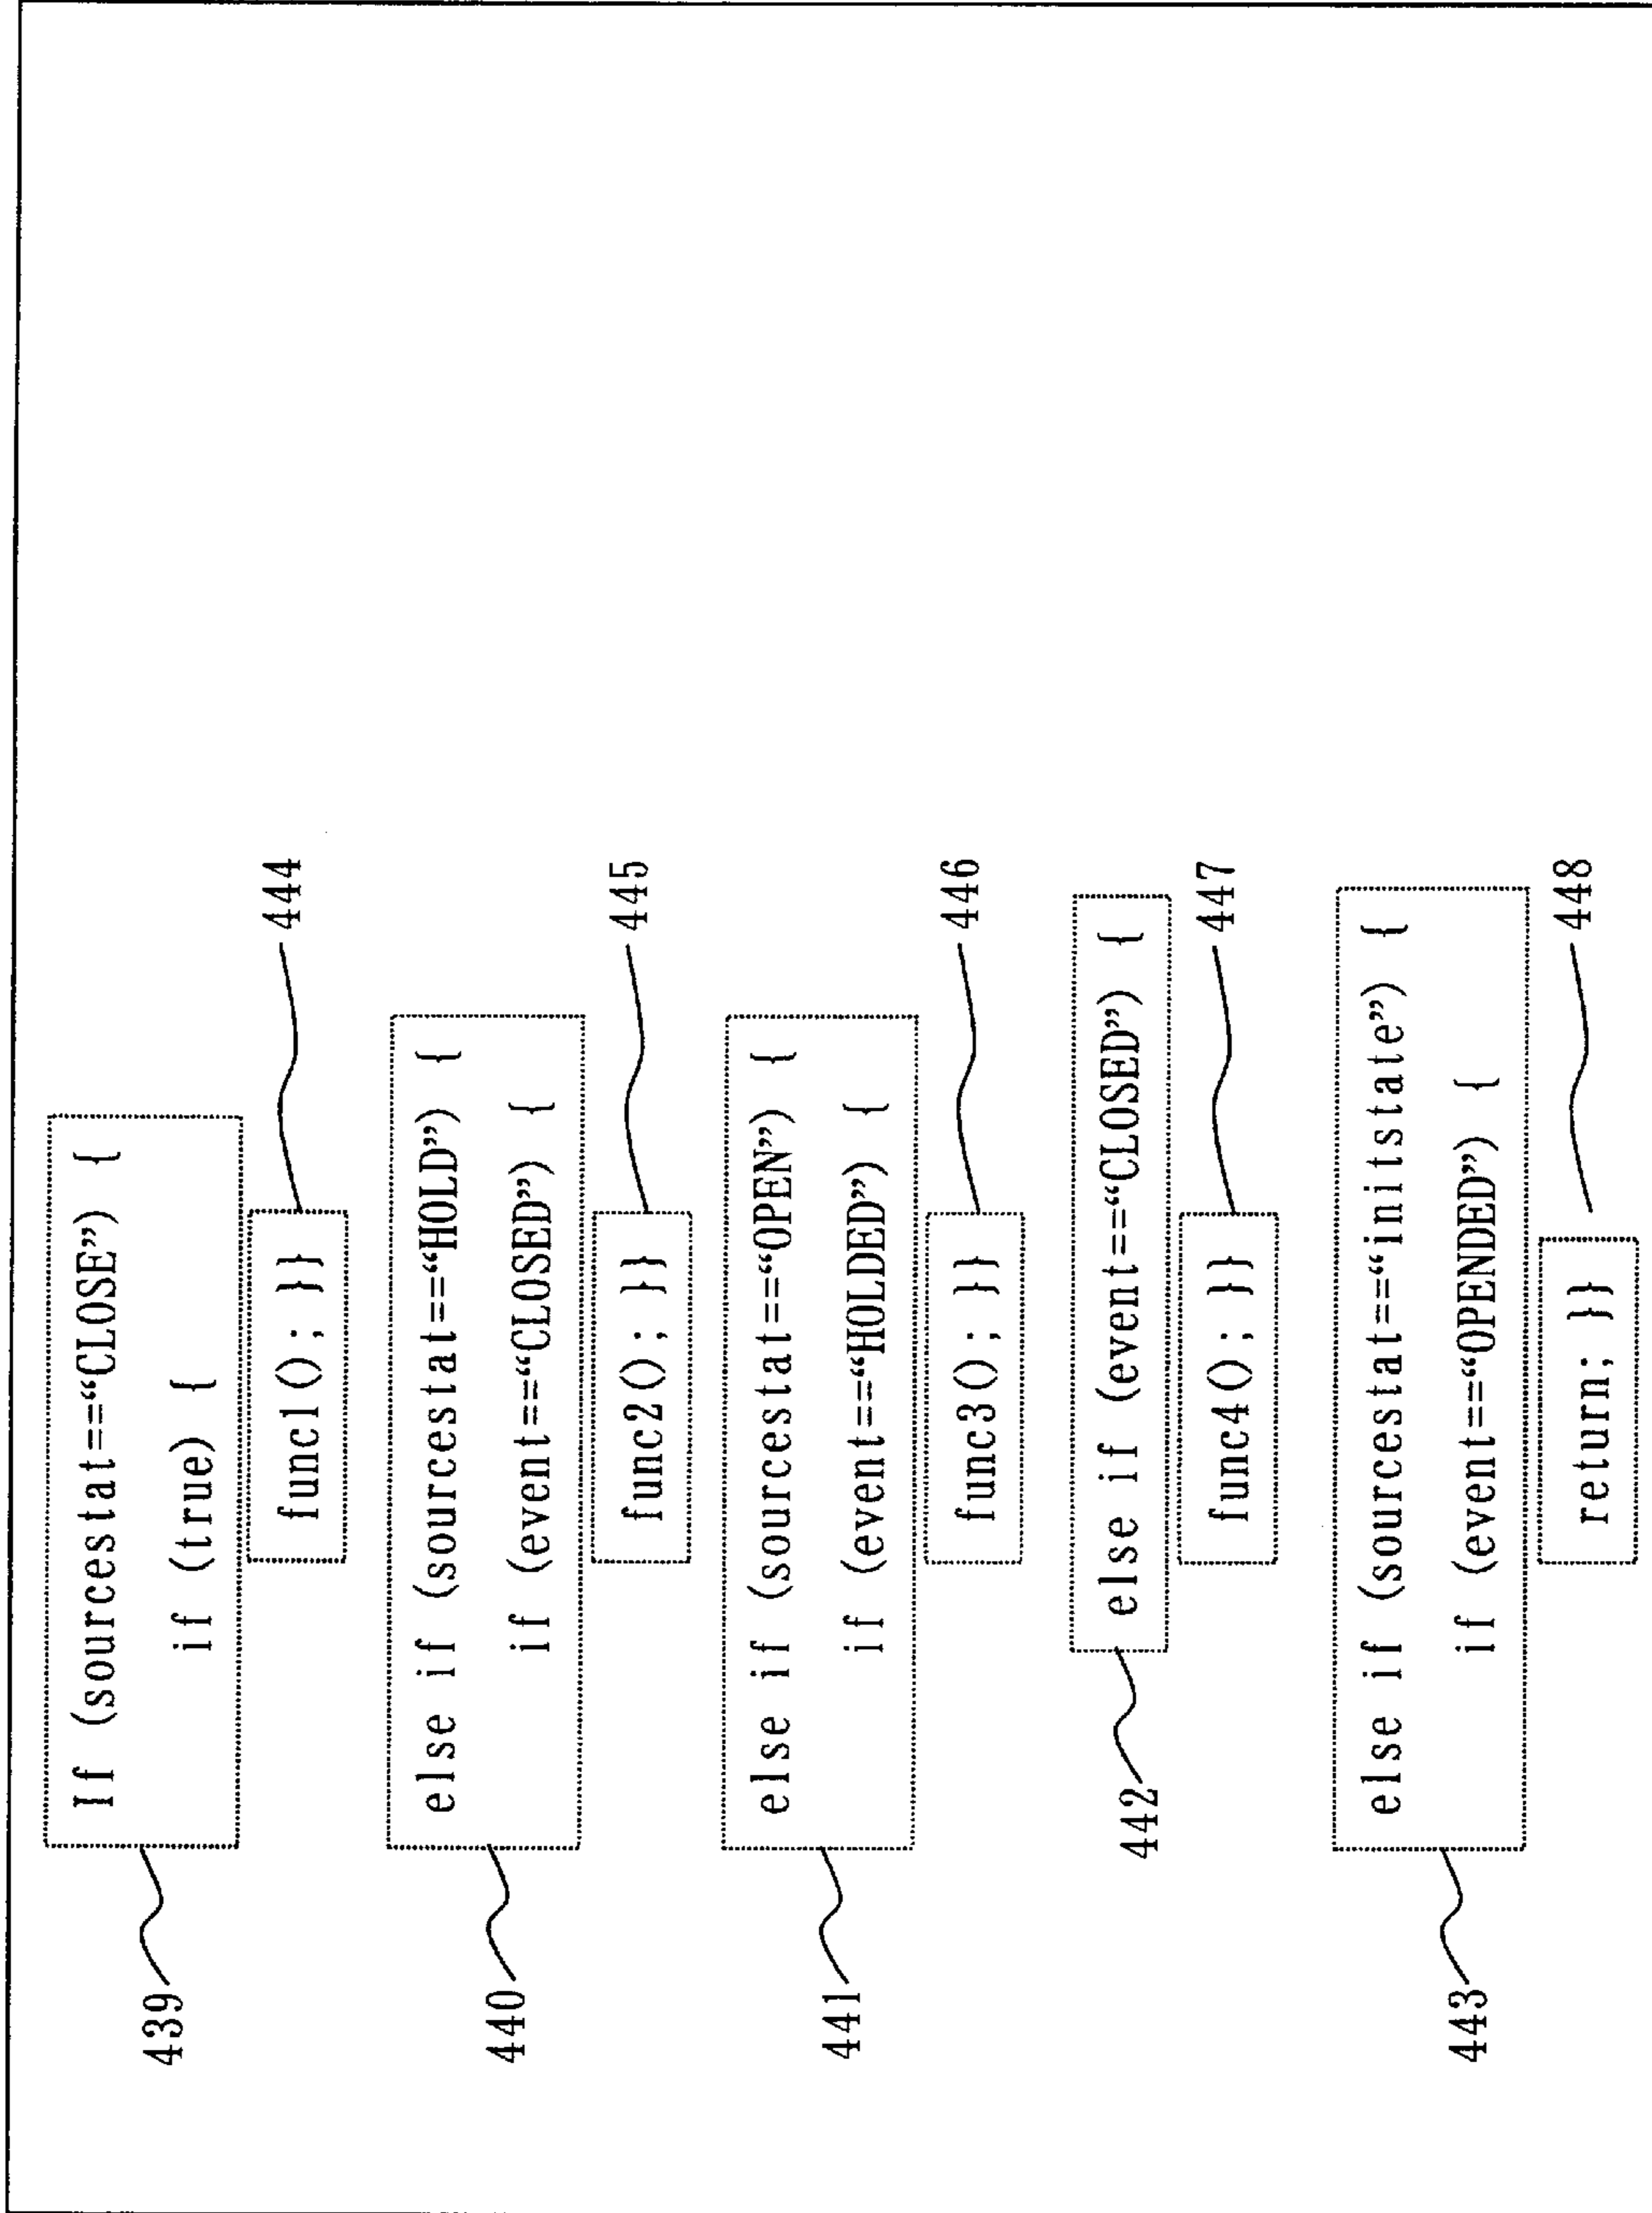 439
If (sourcestat==“CLOSE”) {
if (true) {
func1(); }}
444
440
else if (sourcestat==“HOLD”) {
if (event==“CLOSED”) {
func2(); }}
445
441
else if (sourcestat==“OPEN”) {
if (event==“HOLDED”) {
func3(); }}
446
442
else if (event==“CLOSED”) {
func4(); }}
447
443
else if (sourcestat==“initstate”) {
if (event==“OPENDED”) {
return; }}
448